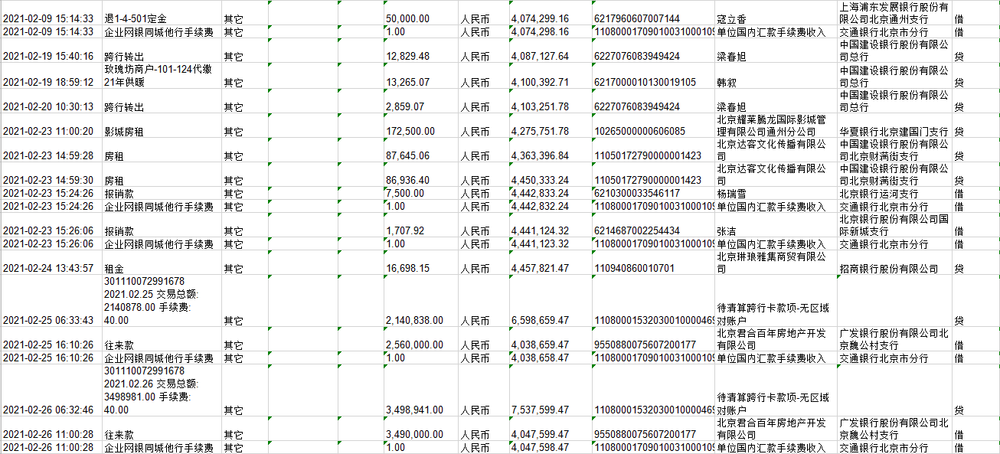 上海浦东发展银行股份有
2021-02-09 15:14:33 退1-4-501定金 其它 50,000.00 人民币 4,074,299.16 6217960607007144 寇立香 限公司北京通州支行 借
2021-02-09 15:14:33 企业网银同城他行手续费 其它 1.00 人民币 4,074,298.16 1108000170901003100010 单位国内汇款手续费收入 交通银行北京市分行 借
中国建设银行股份有限公
2021-02-19 15:40:16 跨行转出 其它 12,829.48 人民币 4,087,127.64 6227076083949424 梁春旭 司总行 贷
玫瑰坊商户-101-124代缴 中国建设银行股份有限公
2021-02-19 18:59:12 21年供暖 其它 13,265.07 人民币 4,100,392.71 6217000010130019105 韩叙 司总行 贷
中国建设银行股份有限公
2021-02-20 10:30:13 跨行转出 其它 2,859.07 人民币 4,103,251.78 6227076083949424 梁春旭 司总行 贷
北京耀莱腾龙国际影城管
2021-02-23 11:00:20 影城房租 其它 172,500.00 人民币 4,275,751.78 10265000000606085 理有限公司通州分公司 华夏银行北京建国门支行 贷
北京达客文化传播有限公 中国建设银行股份有限公
2021-02-23 14:59:28 房租 其它 87,645.06 人民币 4,363,396.84 11050172790000001423 司 司北京财满街支行 贷
北京达客文化传播有限公 中国建设银行股份有限公
2021-02-23 14:59:30 房租 其它 86,936.40 人民币 4,450,333.24 11050172790000001423 司 司北京财满街支行 贷
2021-02-23 15:24:26 报销款 其它 7,500.00 人民币 4,442,833.24 6210300033546117 杨瑞雪 北京银行运河支行 借
2021-02-23 15:24:26 企业网银同城他行手续费 其它 1.00 人民币 4,442,832.24 1108000170901003100010 单位国内汇款手续费收入 交通银行北京市分行 借
北京银行股份有限公司国
2021-02-23 15:26:06 报销款 其它 1,707.92 人民币 4,441,124.32 6214687002254434 张洁 际新城支行 借
2021-02-23 15:26:06 企业网银同城他行手续费 其它 1.00 人民币 4,441,123.32 1108000170901003100010 单位国内汇款手续费收入 交通银行北京市分行 借
北京琳琅雅集商贸有限公
2021-02-24 13:43:57 租金 其它 16,698.15 人民币 4,457,821.47 110940860010701 司 招商银行股份有限公司 贷
301110072991678
2021.02.25 交易总额:
2140878.00 手续费: 待清算跨行卡款项-无区域
2021-02-25 06:33:43 40.00 其它 2,140,838.00 人民币 6,598,659.47 110800015320300100004 对账户 贷
北京君合百年房地产开发 广发银行股份有限公司北
2021-02-25 16:10:26 往来款 其它 2,560,000.00 人民币 4,038,659.47 9550880075607200177 有限公司 京魏公村支行 借
2021-02-25 16:10:26 企业网银同城他行手续费 其它 1.00 人民币 4,038,658.47 1108000170901003100010 单位国内汇款手续费收入 交通银行北京市分行 借
301110072991678
2021.02.26 交易总额:
3498981.00 手续费: 待清算跨行卡款项-无区域
2021-02-26 06:32:46 40.00 其它 3,498,941.00 人民币 7,537,599.47 110800015320300100004 对账户 贷
北京君合百年房地产开发 广发银行股份有限公司北
2021-02-26 11:00:28 往来款 其它 3,490,000.00 人民币 4,047,599.47 9550880075607200177 有限公司 京魏公村支行 借
2021-02-26 11:00:28 企业网银同城他行手续费 其它 1.00 人民币 4,047,598.47 1108000170901003100010 单位国内汇款手续费收入 交通银行北京市分行 借